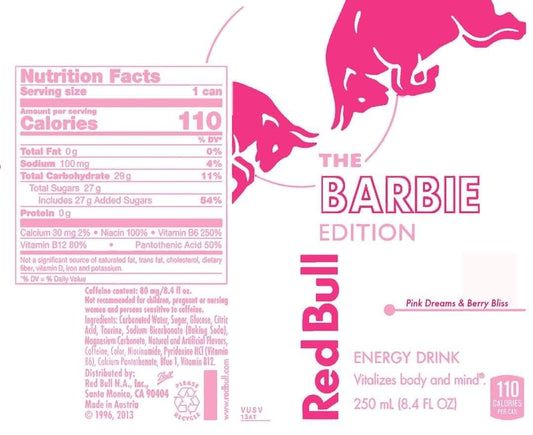 Nutrition Facts
Serving size 1 can
Amount per serving
Calories 110
% DV*
Total Fat 0g 0%
Sodium 100mg 4%
Total Carbohydrate 28g 11%
Total Sugars 27g
Includes 27g Added Sugars 54%
Protein 0g
Calcium 30 mg 2% • Niacin 100% • Vitamin B6 250%
Vitamin B12 80% • Pantothenic Acid 50%
Not a significant source of saturated fat, trans fat, cholesterol, dietary
fiber, vitamin D, iron and potassium.
*% DV = % Daily Value
Caffeine content: 80 mg/8.4 fl oz.
Not recommended for children, pregnant or nursing
women and persons sensitive to caffeine.
Ingredients: Carbonated Water, Sugar, Glucose, Citric
Acid, Taurine, Sodium Bicarbonate (Baking Soda),
Magnesium Carbonate, Natural and Artificial Flavors,
Caffeine, Color, Niacinamide, Pyridoxine HCl (Vitamin
B6), Calcium Pantothenate, Blue 1, Vitamin B12.
Distributed by:
Red Bull N.A., Inc.,
Santa Monica, CA 90404
Made in Austria
© 1996, 2013
PLEASE
RECYCLE
www.redbull.com
VUSV
13AT
THE
BARBIE
EDITION
Red Bull
Pink Dreams & Berry Bliss
ENERGY DRINK
Vitalizes body and mind®.
250 mL (8.4 FL OZ)
110
CALORIES
PER CAN